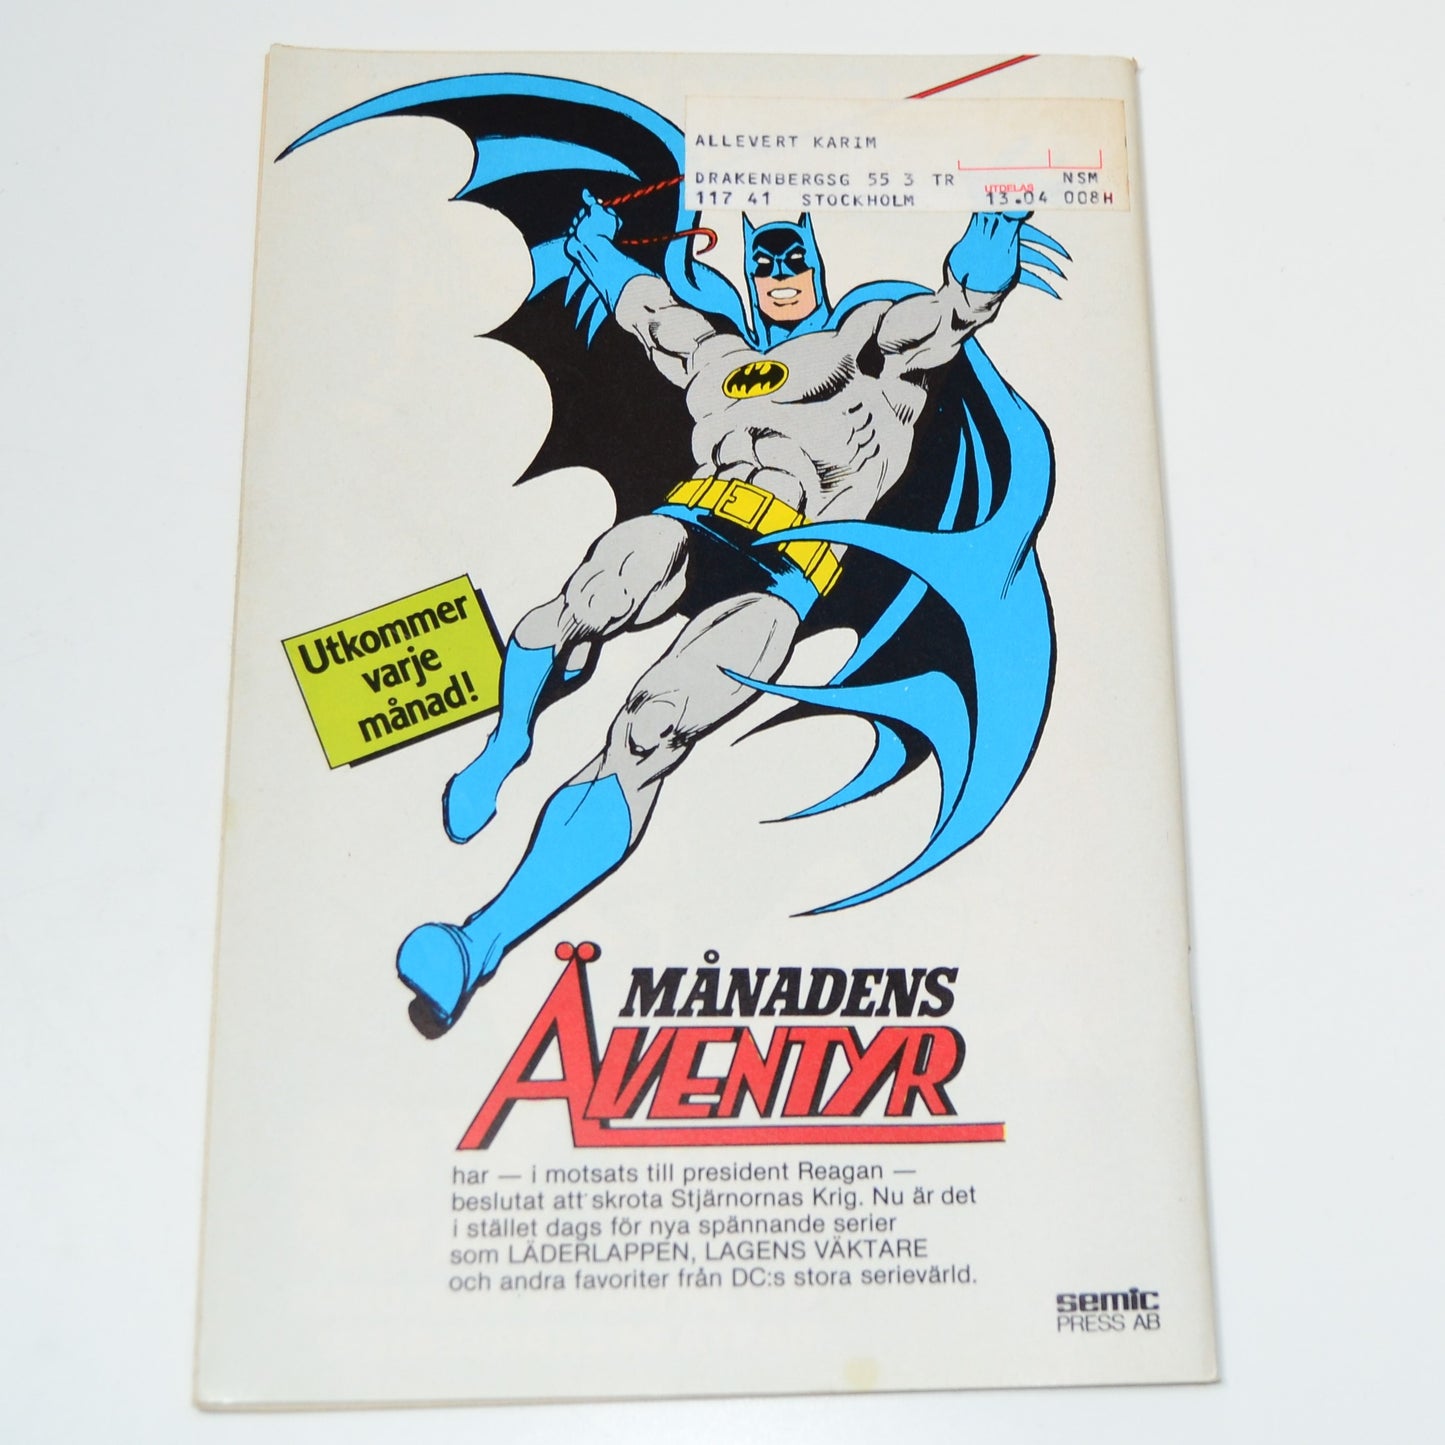 ALLEVERT KARIM
DRAKENBERGSG 55 3 TR NSM
UTDELAS
117 41 STOCKHOLM 13.04 008H
Utkommer
varje
månad!
MÅNADENS
ÄVENTYR
har — i motsats till president Reagan —
beslutat att skrota Stjärnornas Krig. Nu är det
i stället dags för nya spännande serier
som LÄDERLAPPEN, LAGENS VÄKTARE
och andra favoriter från DC:s stora serievärld.
semic
PRESS AB